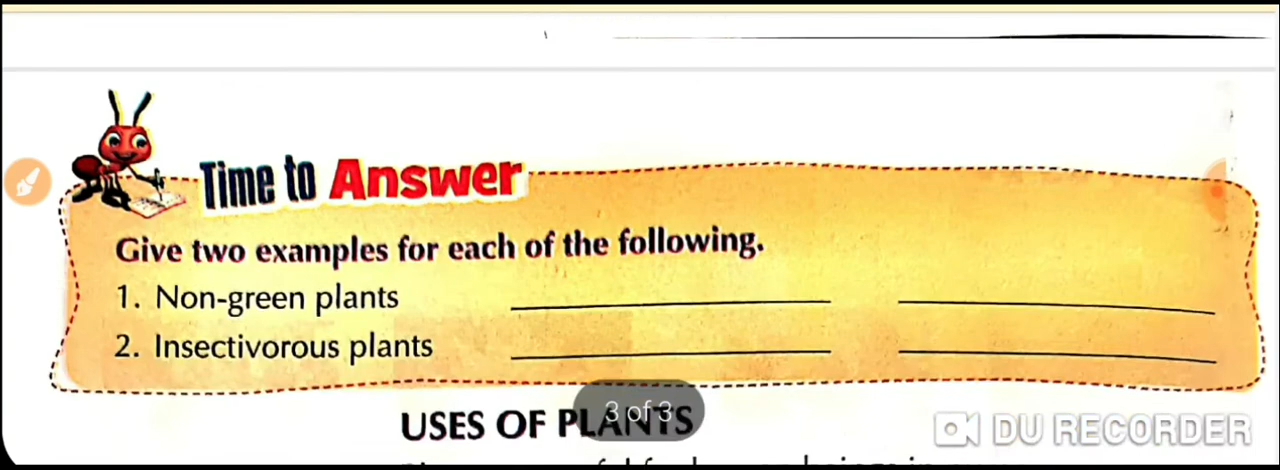 Time to Answer
Give two examples for each of the following.
1. Non-green plants
2. Insectivorous plants
3 of 3
USES OF PLANTS
DU RECORDER